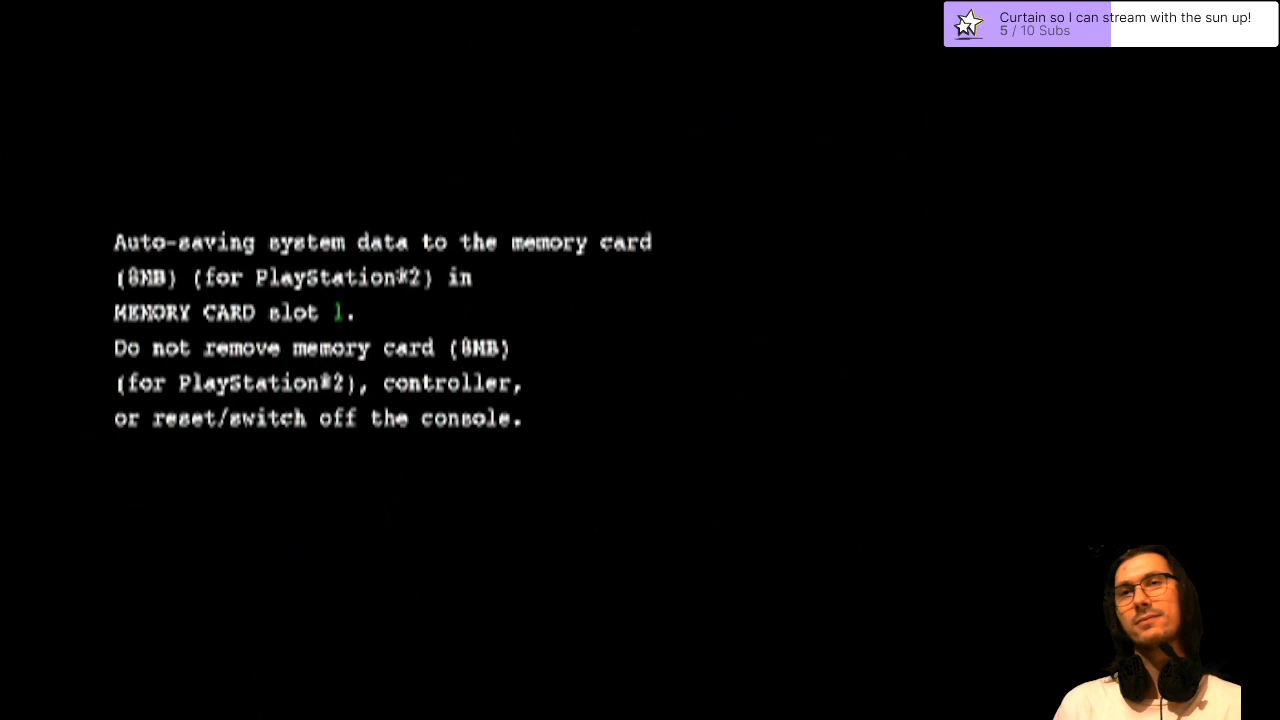 Curtain so I can stream with the sun up!
5 / 10 Subs
Auto-saving system data to the memory card
(8MB) (for PlayStation®2) in
MEMORY CARD slot 1.
Do not remove memory card (8MB)
(for PlayStation®2), controller,
or reset/switch off the console.